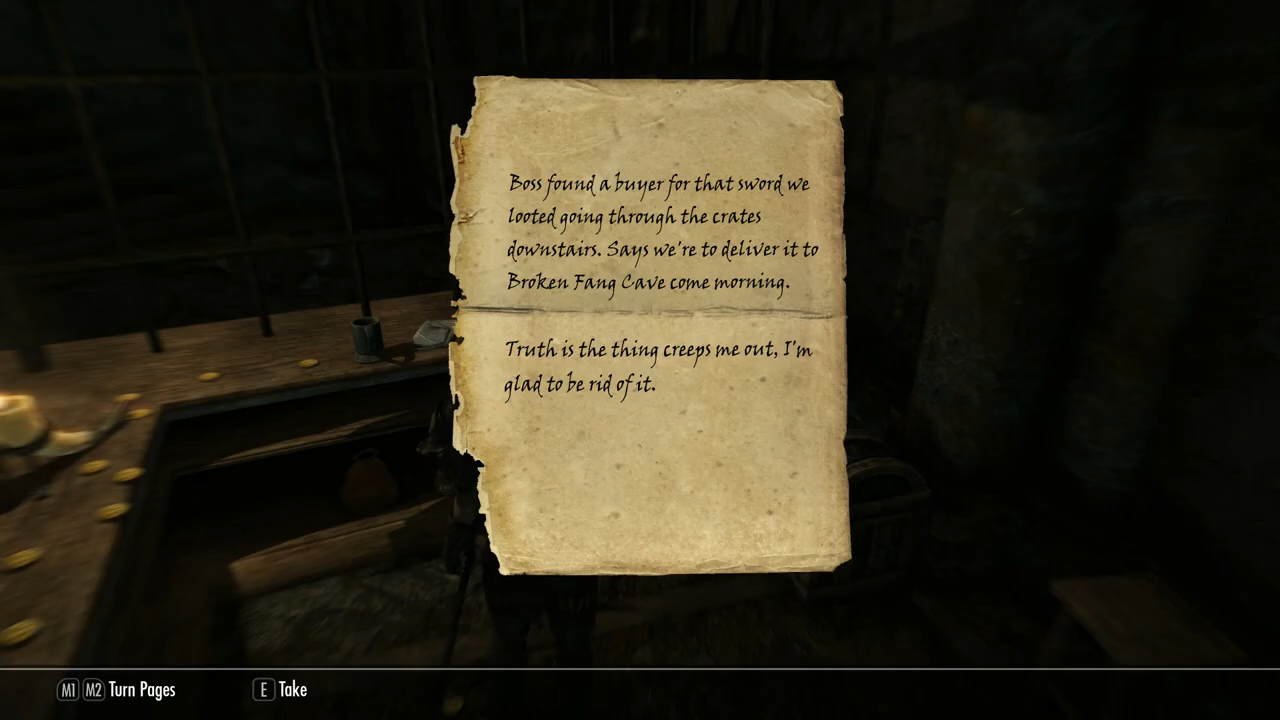 Boss found a buyer for that sword we
looted going through the crates
downstairs. Says we're to deliver it to
Broken Fang Cave come morning.
Truth is the thing creeps me out, I'm
glad to be rid of it.
M1 M2 Turn Pages
E Take